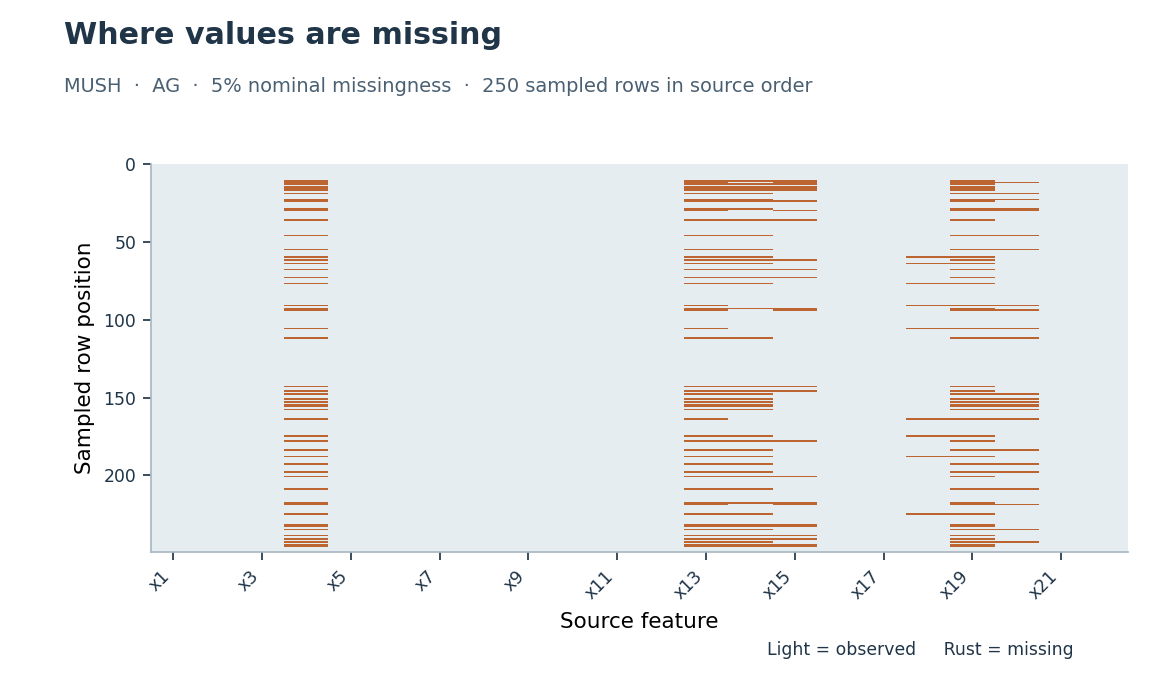 Where values are missing
MUSH · AG · 5% nominal missingness · 250 sampled rows in source order
0
50
100
150
200
Sampled row position
x1 x3 x5 x7 x9 x11 x13 x15 x17 x19 x21
Source feature
Light = observed Rust = missing